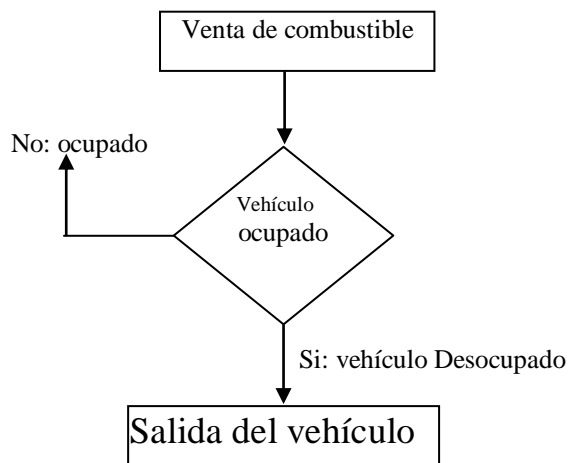 Venta de combustible
No: ocupado
Vehículo
ocupado
Si: vehículo Desocupado
Salida del vehículo